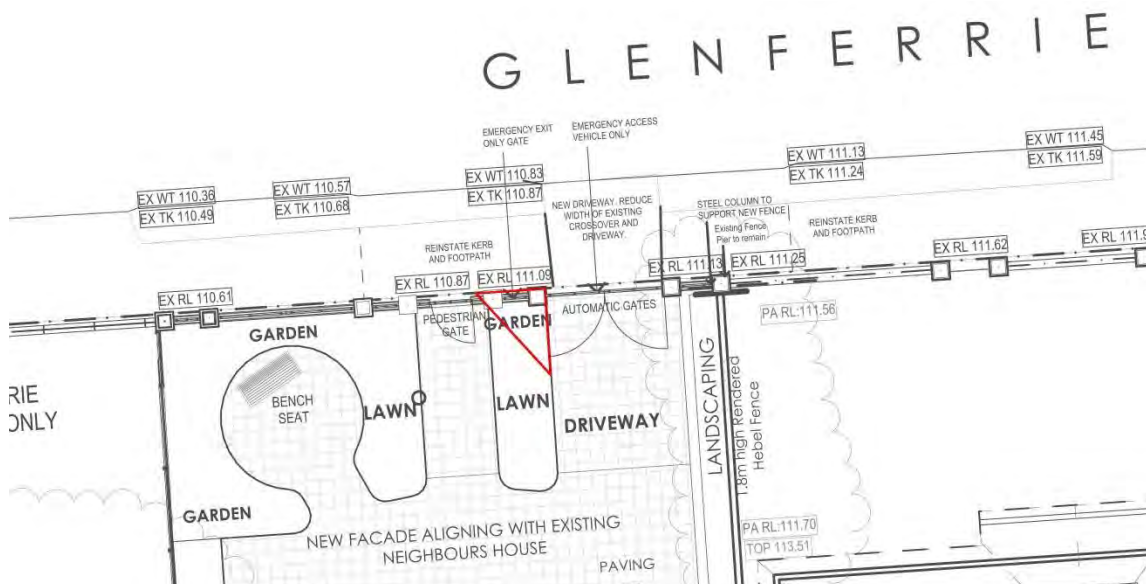 GLENFERRIE
EMERGENCY EXIT
ONLY GATE
EMERGENCY ACCESS
VEHICLE ONLY
EX WT 111.45
EX TK 111.59
EX WT 111.13
EX TK 111.24
EX WT 110.83
EX TK 110.87
EX WT 110.57
EX TK 110.68
EX WT 110.36
EX TK 110.49
NEW DRIVEWAY. REDUCE
WIDTH OF EXISTING
CROSSOVER AND
DRIVEWAY.
STEEL COLUMN TO
SUPPORT NEW FENCE
Existing Fence
Pier to remain
REINSTATE KERB
AND FOOTPATH
REINSTATE KERB
AND FOOTPATH
EX RL 111.9
EX RL 111.62
EX RL 111.25
EX RL 111.13
EX RL 111.09
EX RL 110.87
EX RL 110.61
PA RL:111.56
GARDEN
PEDESTRIAN
GATE
GARDEN
AUTOMATIC GATES
RIE
ONLY
BENCH
SEAT
LAWN
LAWN
DRIVEWAY
LANDSCAPING
1.8m high Rendered
Hebel Fence
GARDEN
NEW FACADE ALIGNING WITH EXISTING
NEIGHBOURS HOUSE
PAVING
PA RL:111.70
TOP 113.51